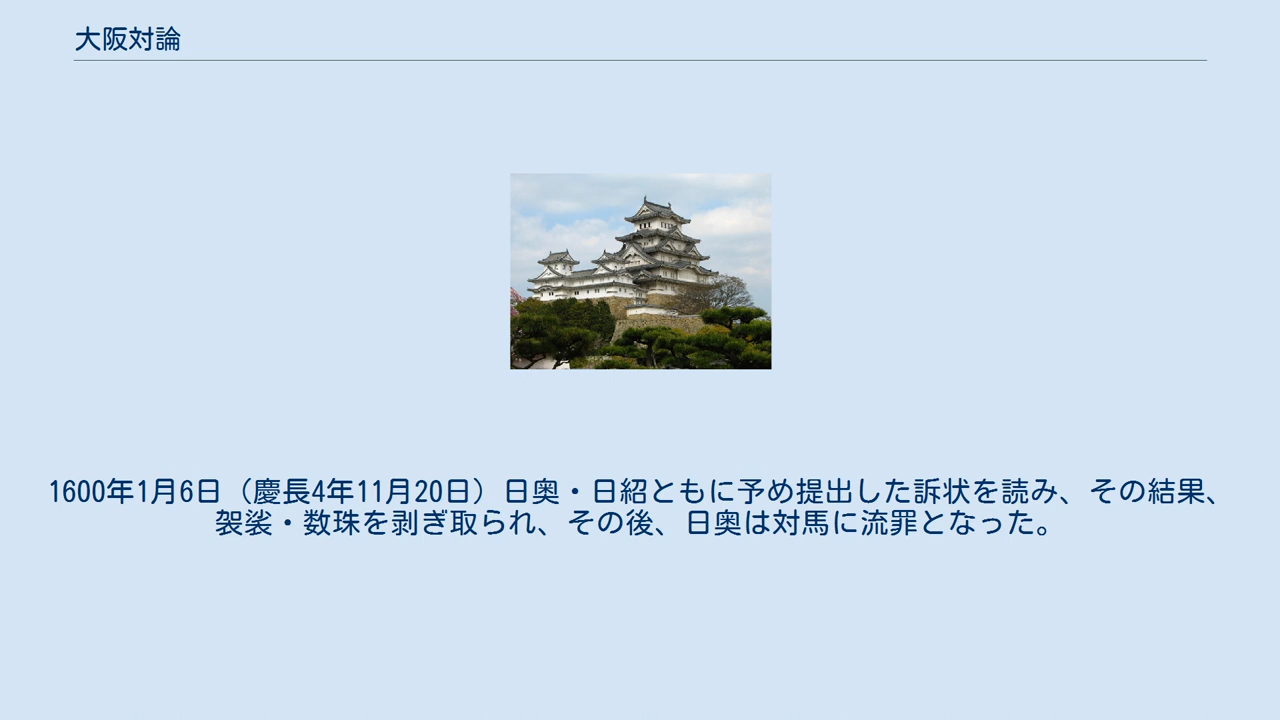 大阪対論
1600年1月6日（慶長4年11月20日）日奥・日紹ともに予め提出した訴状を読み、その結果、
袈裟・数珠を剥ぎ取られ、その後、日奥は対馬に流罪となった。